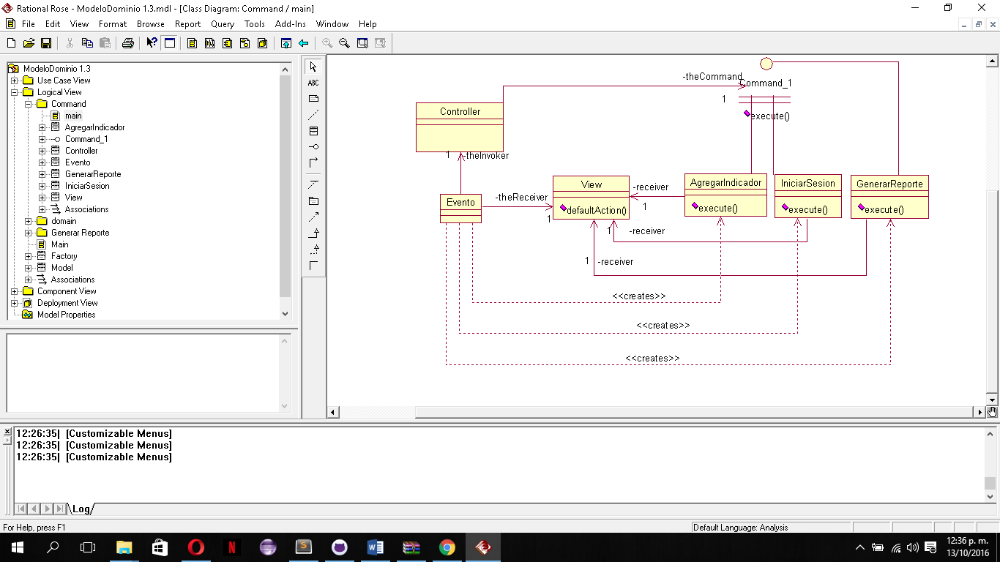 Rational Rose - ModeloDominio 1.3.mdl - [Class Diagram: Command / main]
File Edit View Format Browse Report Query Tools Add-Ins Window Help
ModeloDominio 1.3
Use Case View
Logical View
Command
main
AgregarIndicador
Command_1
Controller
Evento
GenerarReporte
IniciarSesion
View
Associations
domain
Generar Reporte
Main
Factory
Model
Associations
Component View
Deployment View
Model Properties
ABC
-theCommand
Command_1
1
execute()
Controller
1
-theInvoker
Evento
-theReceiver
1
View
defaultAction()
-receiver
1
AgregarIndicador
execute()
IniciarSesion
execute()
GenerarReporte
execute()
1
-receiver
1
-receiver
<<creates>>
<<creates>>
<<creates>>
12:26:35| [Customizable Menus]
12:26:35| [Customizable Menus]
12:26:35| [Customizable Menus]
Log
For Help, press F1
Default Language: Analysis
12:36 p. m.
13/10/2016